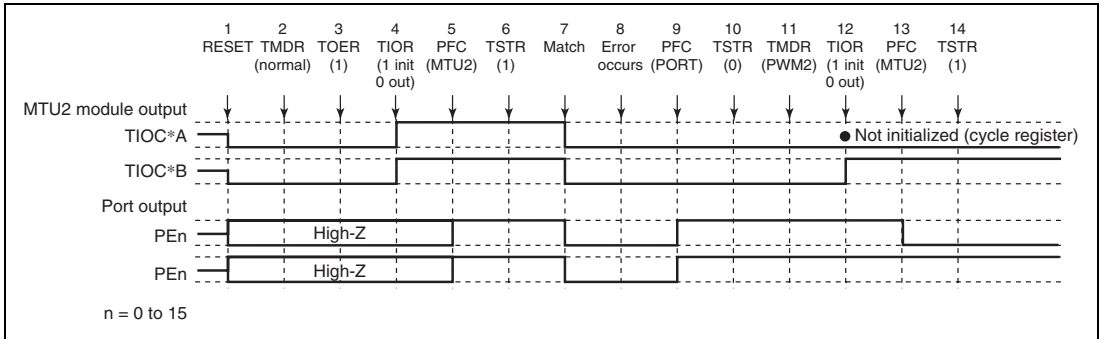 1 2 3 4 5 6 7 8 9 10 11 12 13 14
RESET TMDR TOER TIOR PFC TSTR Match Error PFC TSTR TMDR TIOR PFC TSTR
(normal) (1) (1 init (MTU2) (1) occurs (PORT) (0) (PWM2) (1 init (MTU2) (1)
0 out) 0 out)
MTU2 module output
TIOC*A ● Not initialized (cycle register)
TIOC*B
Port output
PEn High-Z
PEn High-Z
n = 0 to 15